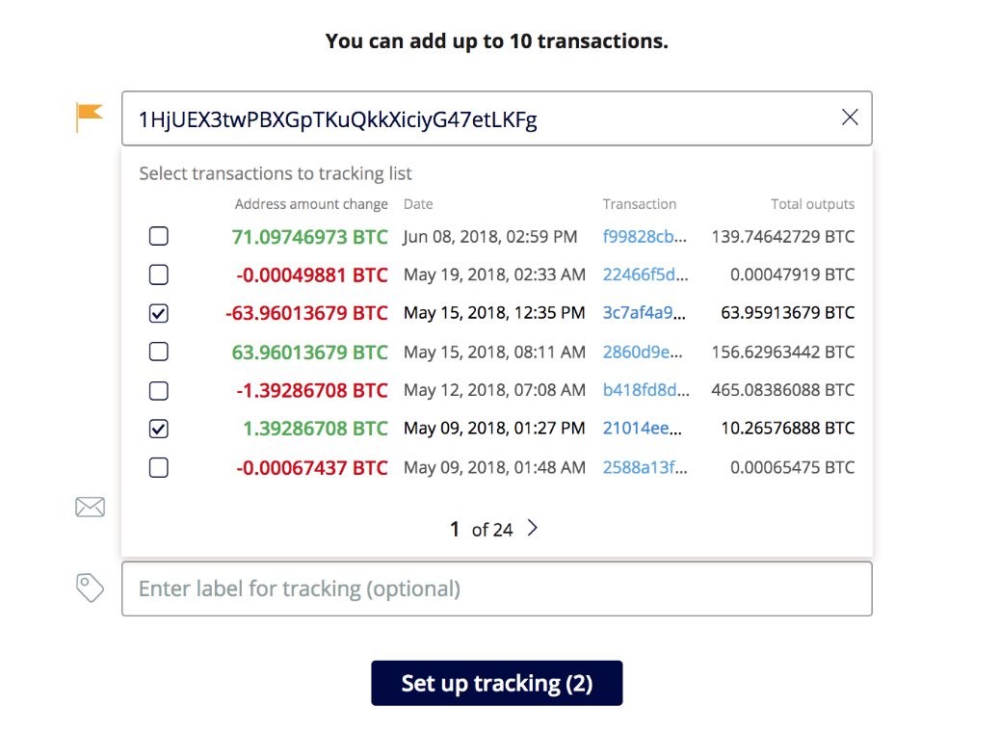 You can add up to 10 transactions.
1HjUEX3twPBXGpTKuQkkXiciyG47etLKFg
Select transactions to tracking list
Address amount change Date Transaction Total outputs
71.09746973 BTC Jun 08, 2018, 02:59 PM f99828cb... 139.74642729 BTC
-0.00049881 BTC May 19, 2018, 02:33 AM 22466f5d... 0.00047919 BTC
-63.96013679 BTC May 15, 2018, 12:35 PM 3c7af4a9... 63.95913679 BTC
63.96013679 BTC May 15, 2018, 08:11 AM 2860d9e... 156.62963442 BTC
-1.39286708 BTC May 12, 2018, 07:08 AM b418fd8d... 465.08386088 BTC
1.39286708 BTC May 09, 2018, 01:27 PM 21014ee... 10.26576888 BTC
-0.00067437 BTC May 09, 2018, 01:48 AM 2588a13f... 0.00065475 BTC
1 of 24
Enter label for tracking (optional)
Set up tracking (2)